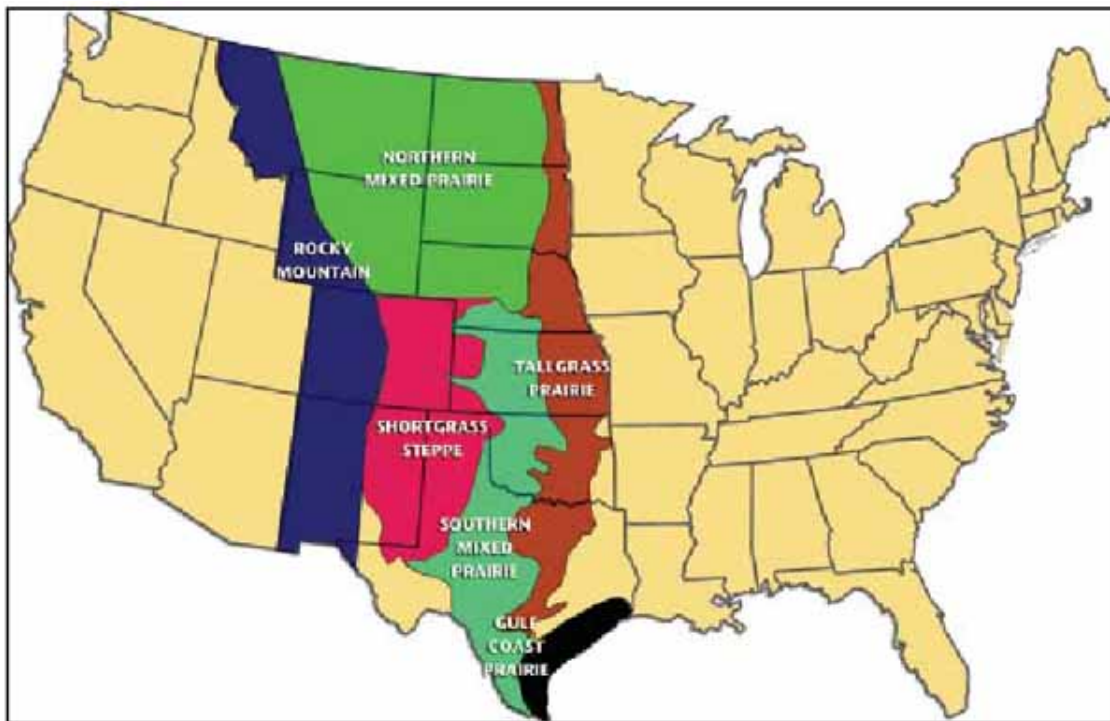 NORTHERN
MIXED PRAIRIE
ROCKY
MOUNTAIN
TALLGRASS
PRAIRIE
SHORTGRASS
STEPPE
SOUTHERN
MIXED
PRAIRIE
GULF
COAST
PRAIRIE